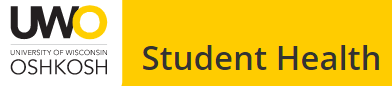 UWO
UNIVERSITY OF WISCONSIN
OSHKOSH
Student Health